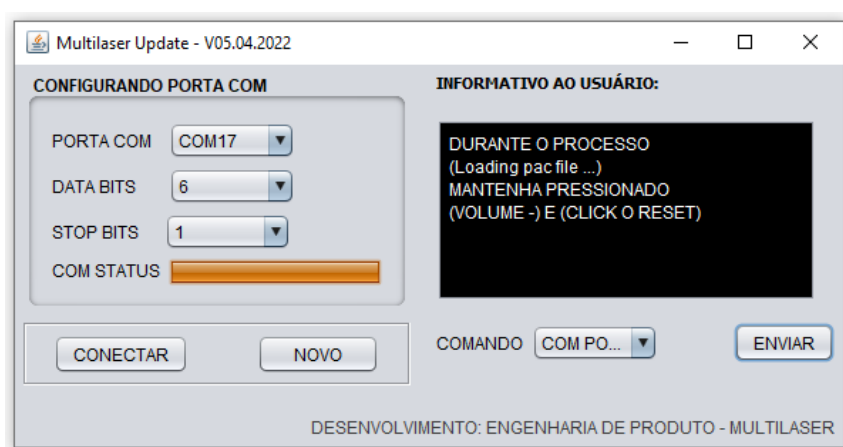 Multilaser Update - V05.04.2022
CONFIGURANDO PORTA COM
PORTA COM COM17
DATA BITS 6
STOP BITS 1
COM STATUS
CONECTAR NOVO
INFORMATIVO AO USUÁRIO:
DURANTE O PROCESSO
(Loading pac file ...)
MANTENHA PRESSIONADO
(VOLUME -) E (CLICK O RESET)
COMANDO COM PO... ENVIAR
DESENVOLVIMENTO: ENGENHARIA DE PRODUTO - MULTILASER